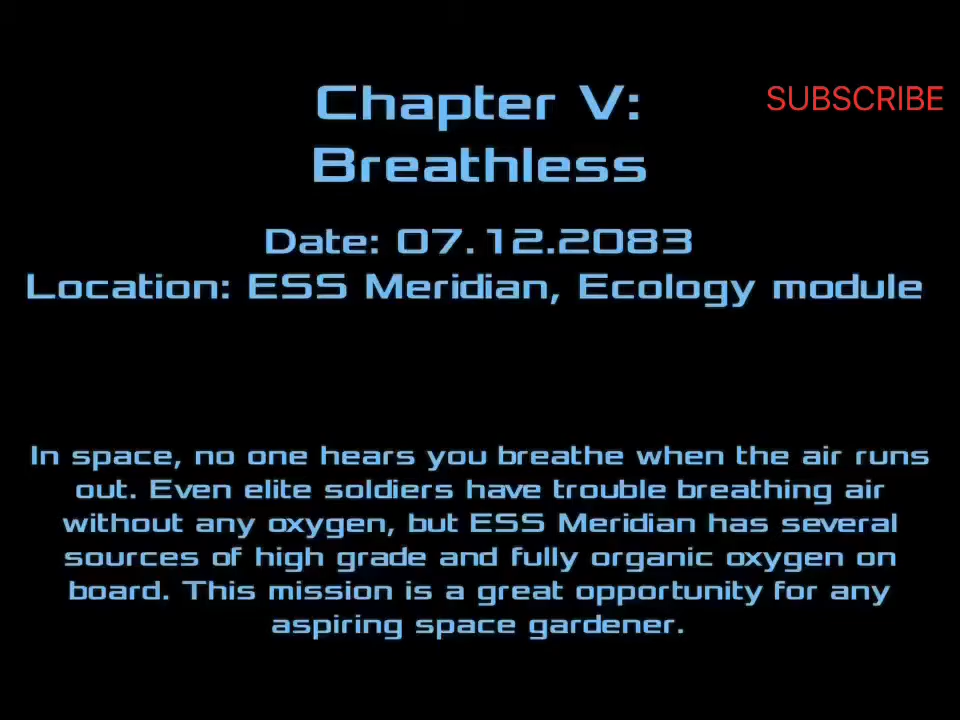 Chapter V:
SUBSCRIBE
Breathless
Date: 07.12.2083
Location: ESS Meridian, Ecology module
In space, no one hears you breathe when the air runs
out. Even elite soldiers have trouble breathing air
without any oxygen, but ESS Meridian has several
sources of high grade and fully organic oxygen on
board. This mission is a great opportunity for any
aspiring space gardener.